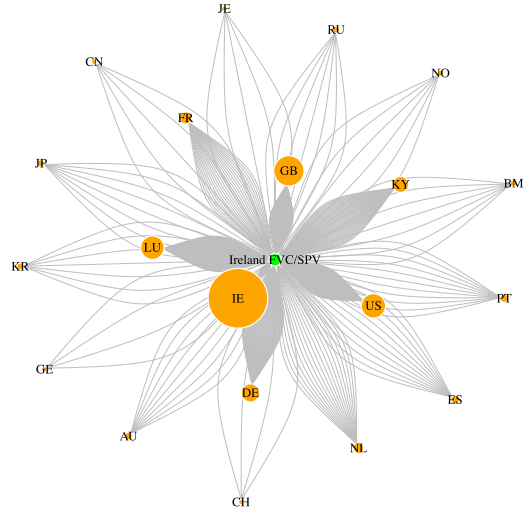 JE
RU
CN
NO
FR
JP
GB
KY
BM
LU
Ireland FVC/SPV
KR
IE
US
PT
GE
DE
ES
AU
NL
CH